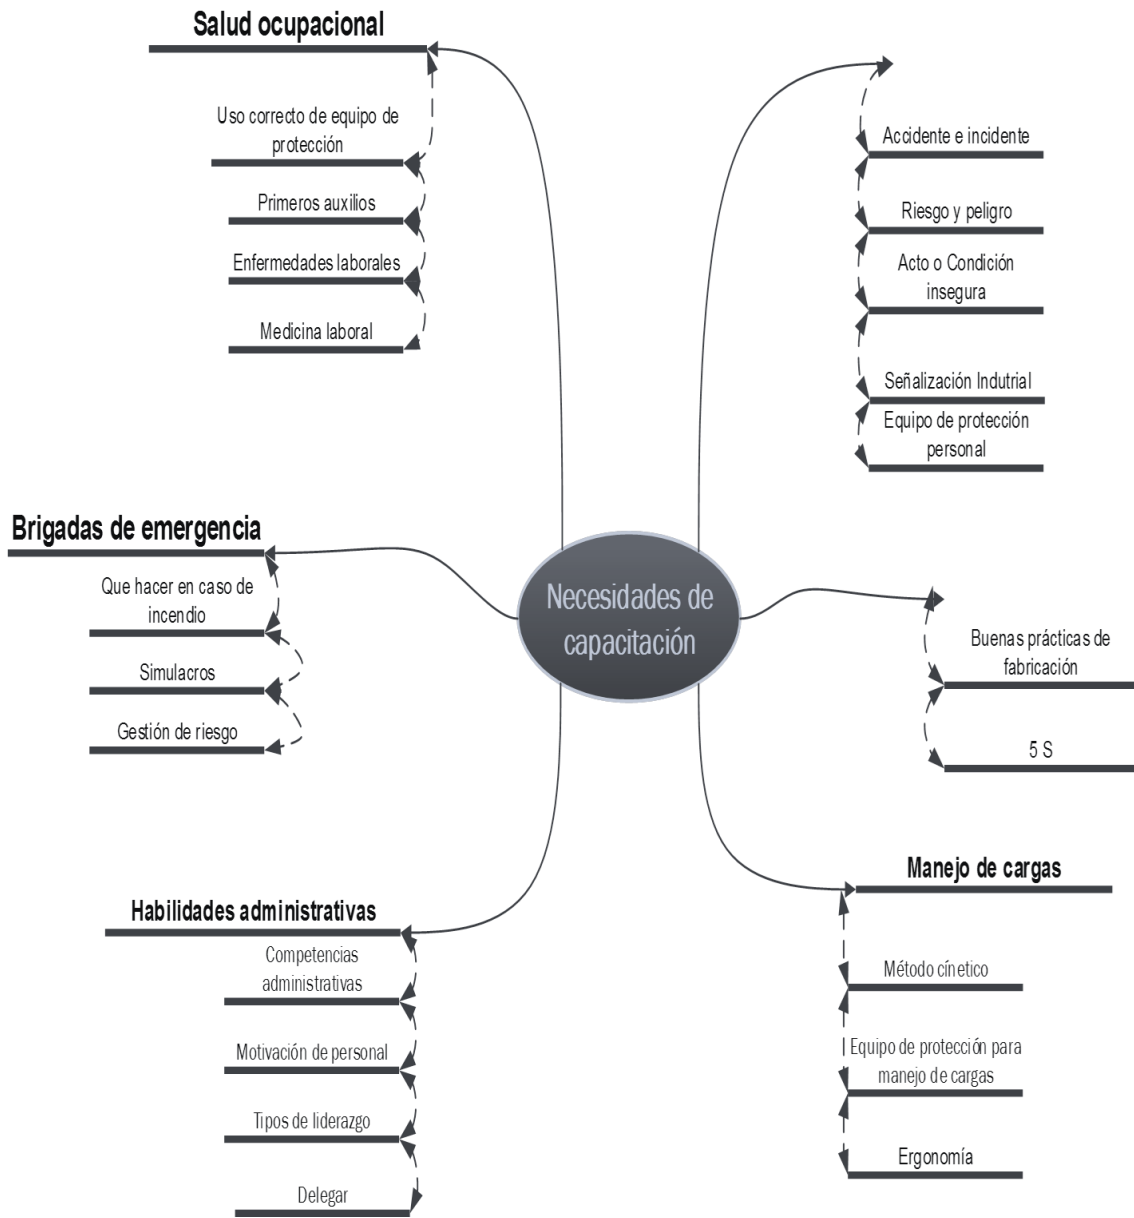 Salud ocupacional
Uso correcto de equipo de
protección
Primeros auxilios
Enfermedades laborales
Medicina laboral
Accidente e incidente
Riesgo y peligro
Acto o Condición
insegura
Señalización Indutrial
Equipo de protección
personal
Brigadas de emergencia
Que hacer en caso de
incendio
Simulacros
Gestión de riesgo
Necesidades de
capacitación
Buenas prácticas de
fabricación
5 S
Habilidades administrativas
Competencias
administrativas
Motivación de personal
Tipos de liderazgo
Delegar
Manejo de cargas
Método cínetico
Equipo de protección para
manejo de cargas
Ergonomía